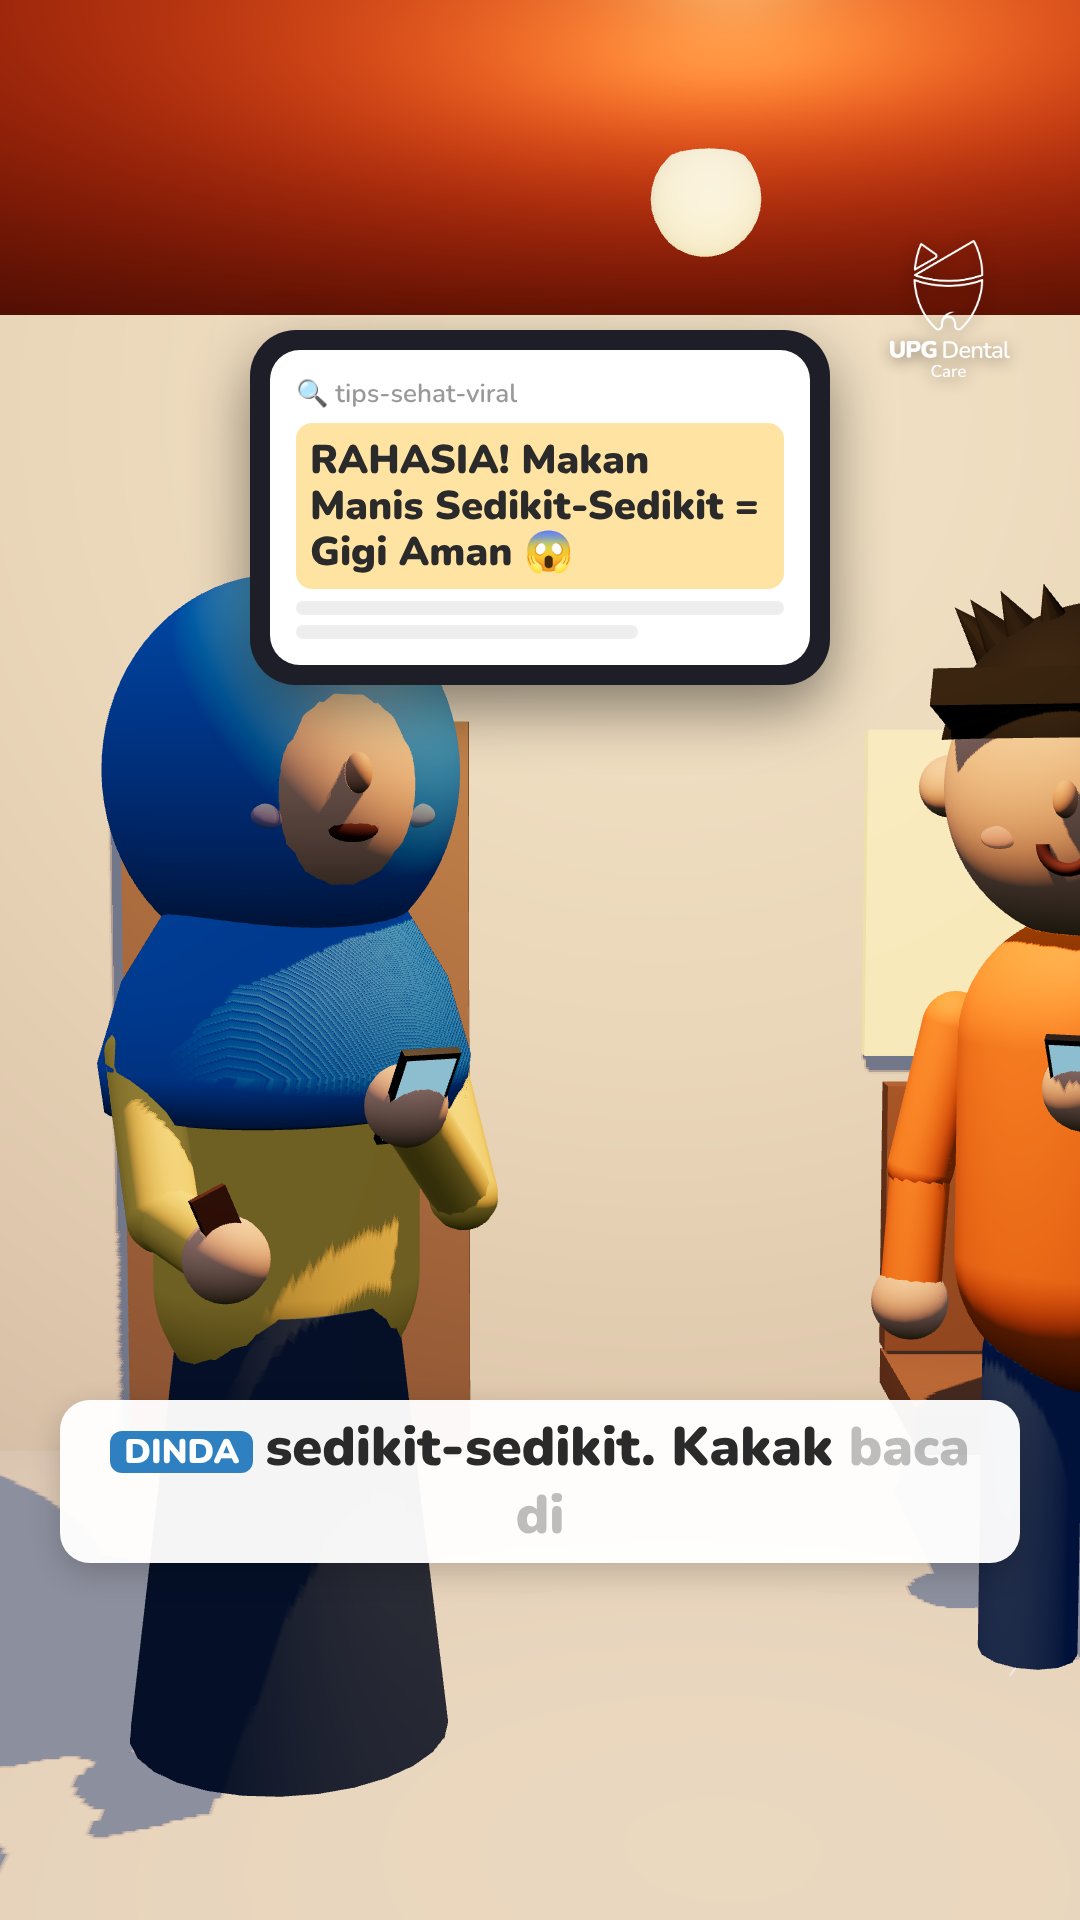 UPG Dental
Care
🔍 tips-sehat-viral
RAHASIA! Makan
Manis Sedikit-Sedikit =
Gigi Aman 😱
DINDA sedikit-sedikit. Kakak baca
di